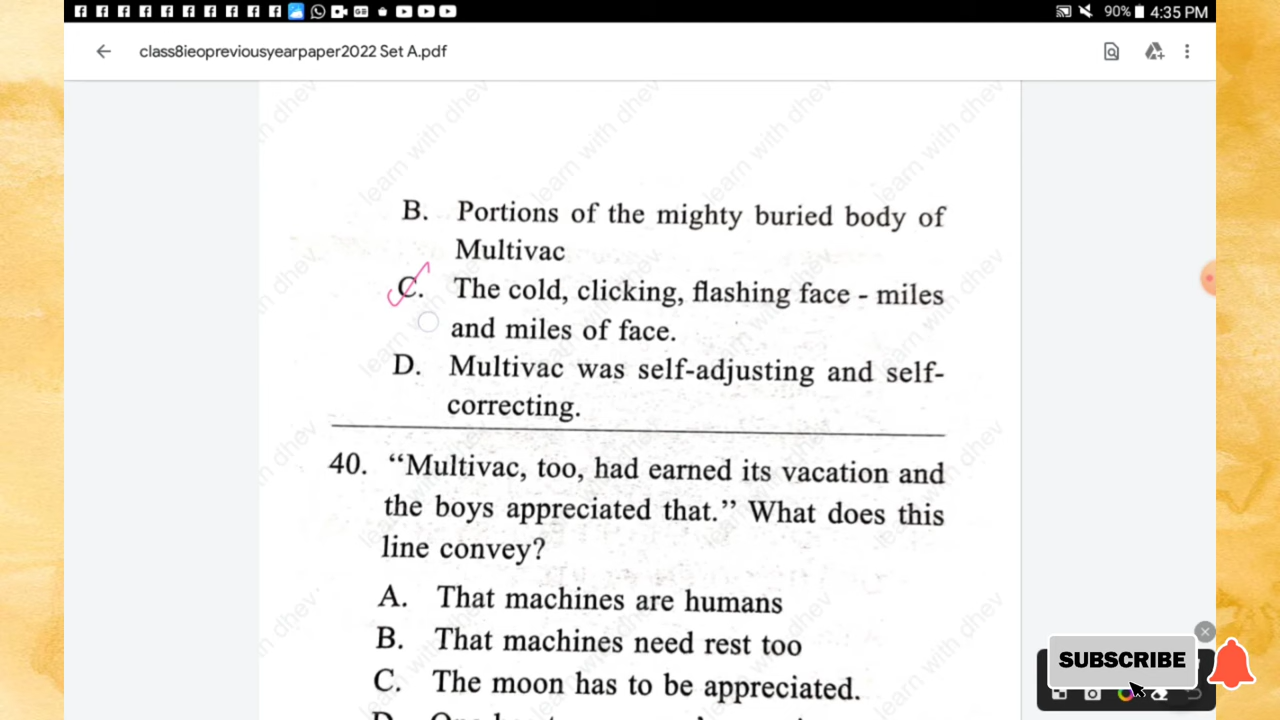 90% 4:35 PM
class8ieopreviousyearpaper2022 Set A.pdf
B. Portions of the mighty buried body of
Multivac
C. The cold, clicking, flashing face - miles
and miles of face.
D. Multivac was self-adjusting and self-
correcting.
40. “Multivac, too, had earned its vacation and
the boys appreciated that.” What does this
line convey?
A. That machines are humans
B. That machines need rest too
C. The moon has to be appreciated.
learn with dhev
SUBSCRIBE